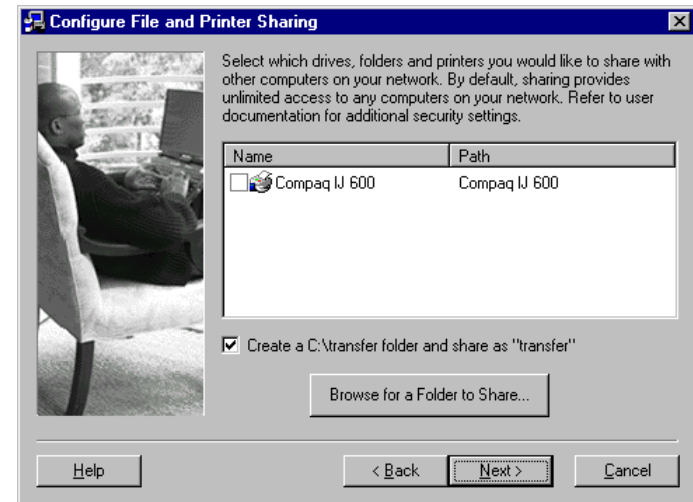 Configure File and Printer Sharing
Select which drives, folders and printers you would like to share with
other computers on your network. By default, sharing provides
unlimited access to any computers on your network. Refer to user
documentation for additional security settings.
Name Path
Compaq IJ 600 Compaq IJ 600
Create a C:\transfer folder and share as "transfer"
Browse for a Folder to Share...
Help < Back Next > Cancel